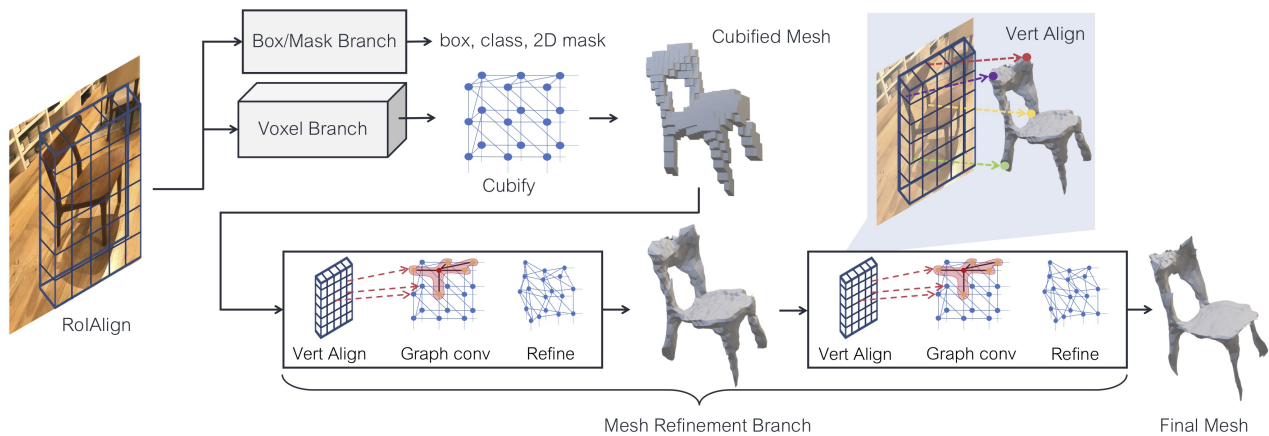 Box/Mask Branch
box, class, 2D mask
Cubified Mesh
Vert Align
Voxel Branch
Cubify
RoIAlign
Vert Align
Graph conv
Refine
Vert Align
Graph conv
Refine
Mesh Refinement Branch
Final Mesh